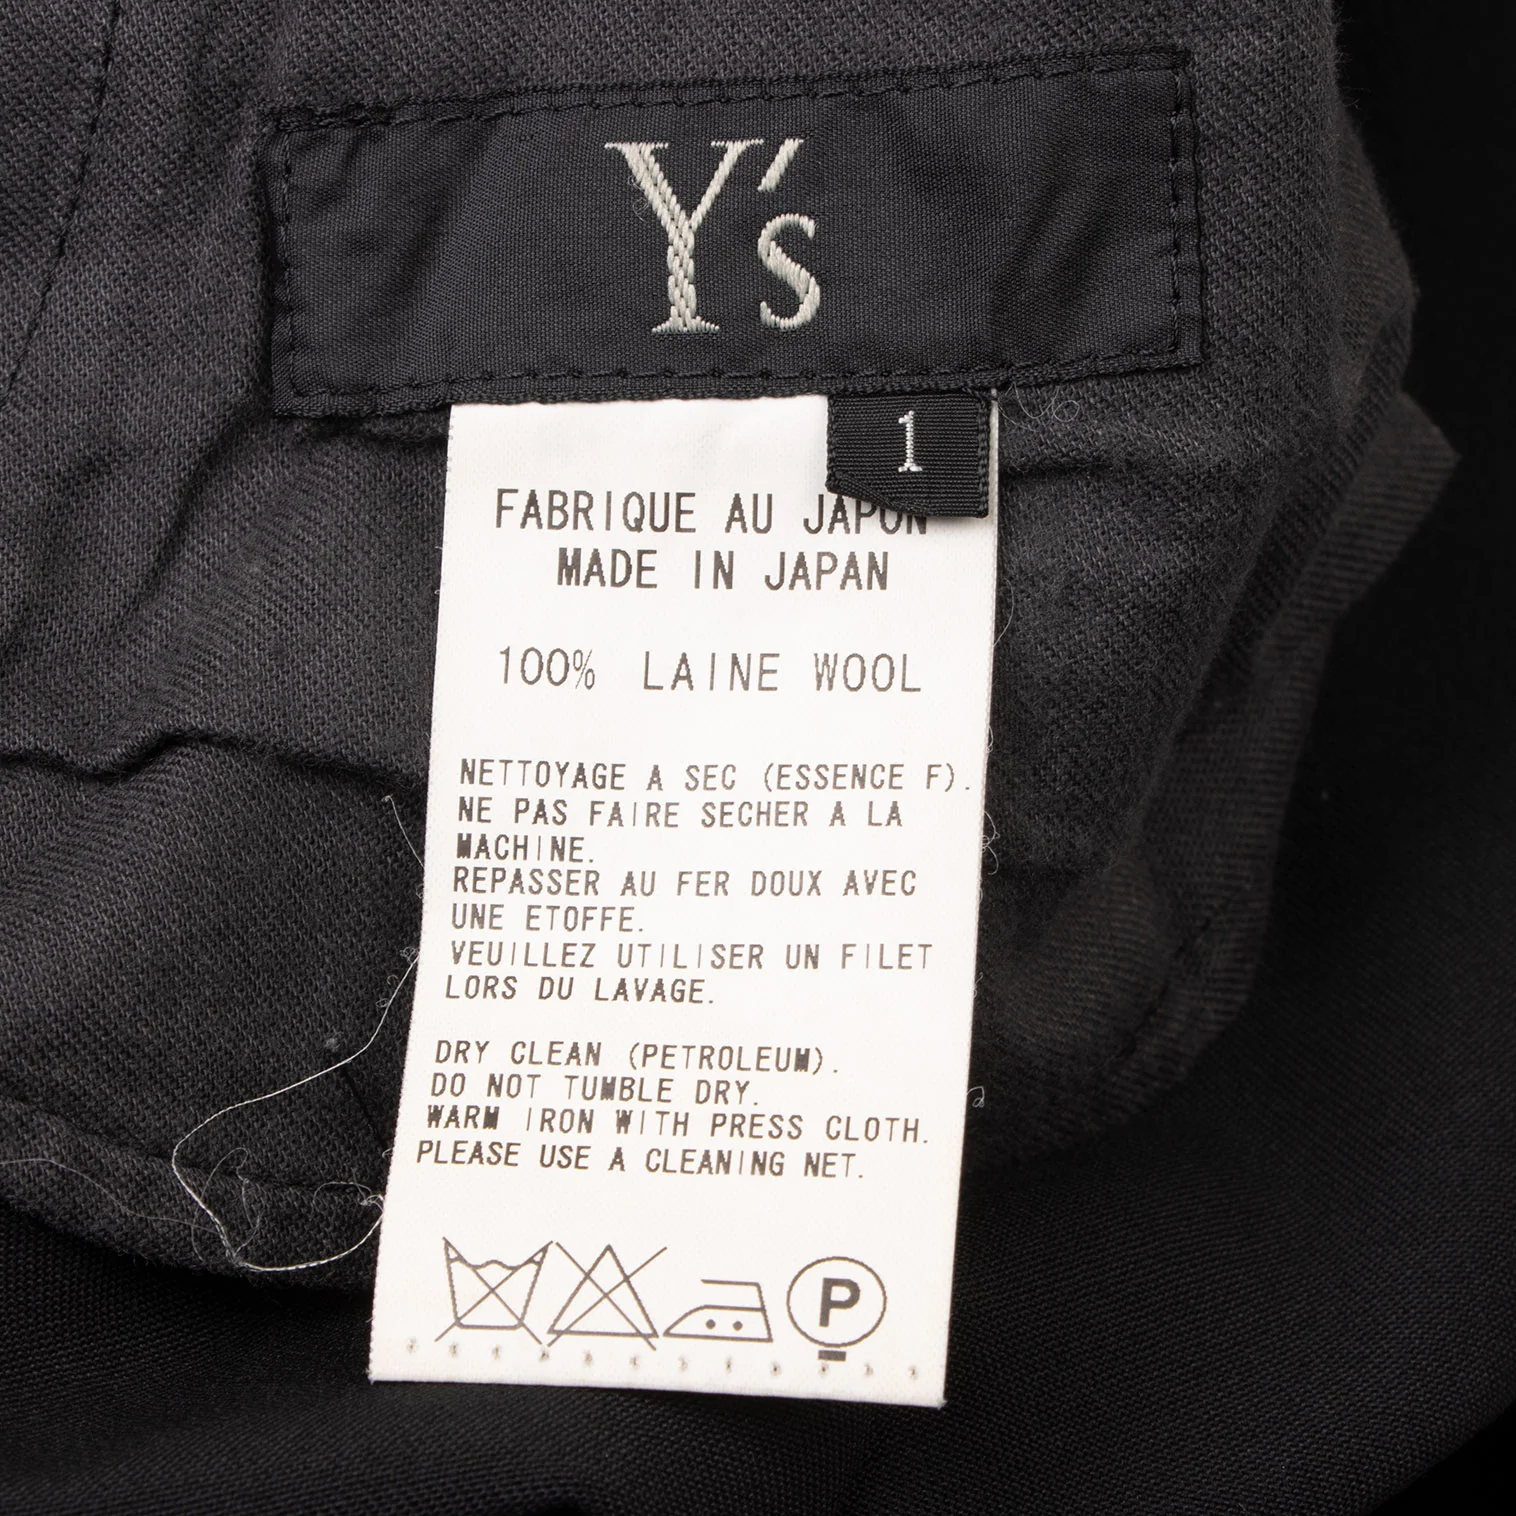 Y's
1
FABRIQUE AU JAPON
MADE IN JAPAN
100% LAINE WOOL
NETTOYAGE A SEC (ESSENCE F).
NE PAS FAIRE SECHER A LA
MACHINE.
REPASSER AU FER DOUX AVEC
UNE ETOFFE.
VEUILLEZ UTILISER UN FILET
LORS DU LAVAGE.
DRY CLEAN (PETROLEUM).
DO NOT TUMBLE DRY.
WARM IRON WITH PRESS CLOTH.
PLEASE USE A CLEANING NET.
P